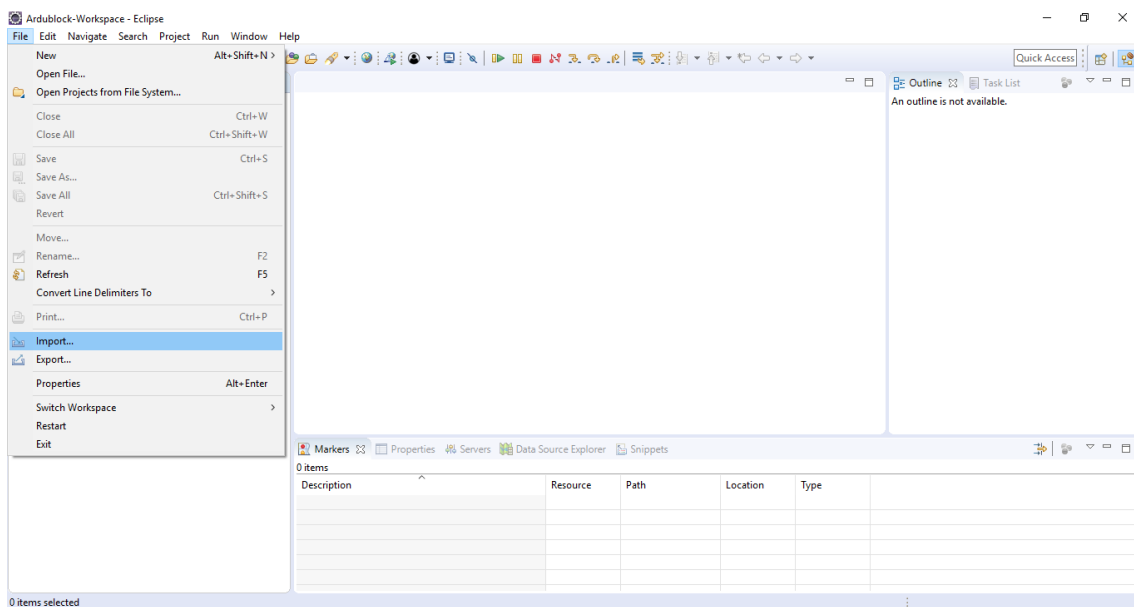 Ardublock-Workspace - Eclipse
File Edit Navigate Search Project Run Window Help
New Alt+Shift+N >
Open File...
Open Projects from File System...
Close Ctrl+W
Close All Ctrl+Shift+W
Save Ctrl+S
Save As...
Save All Ctrl+Shift+S
Revert
Move...
Rename... F2
Refresh F5
Convert Line Delimiters To >
Print... Ctrl+P
Import...
Export...
Properties Alt+Enter
Switch Workspace >
Restart
Exit
Quick Access
Outline Task List
An outline is not available.
Markers Properties Servers Data Source Explorer Snippets
0 items
Description Resource Path Location Type
0 items selected